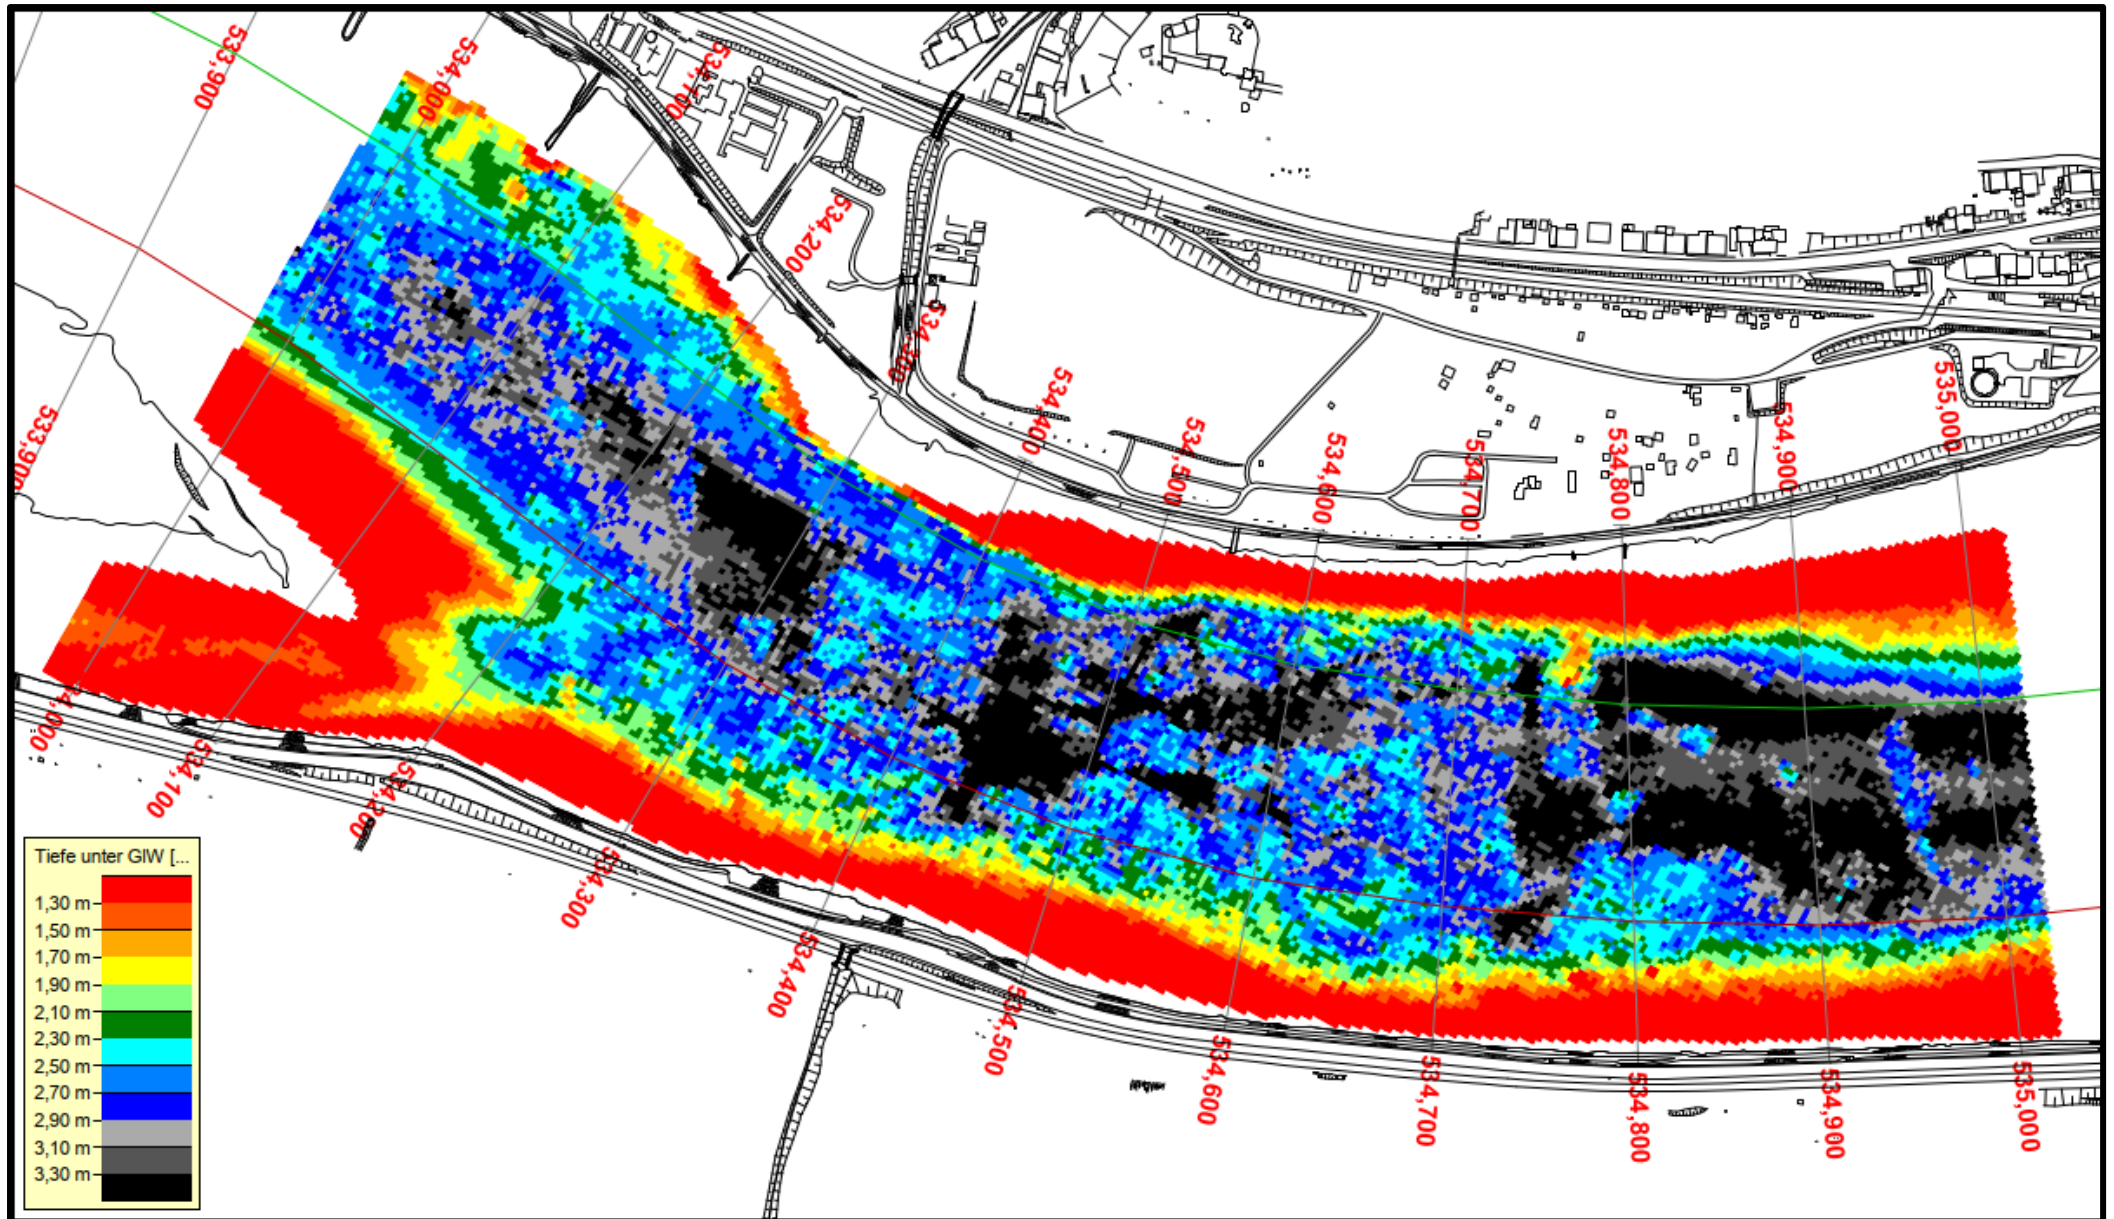 533,900
534,000
534,100
534,200
534,300
534,400
534,500
534,600
534,700
534,800
534,900
535,000
533,900
534,000
534,100
534,200
534,300
534,400
534,500
534,600
534,700
534,800
534,900
535,000
Tiefe unter GlW [...
1,30 m
1,50 m
1,70 m
1,90 m
2,10 m
2,30 m
2,50 m
2,70 m
2,90 m
3,10 m
3,30 m